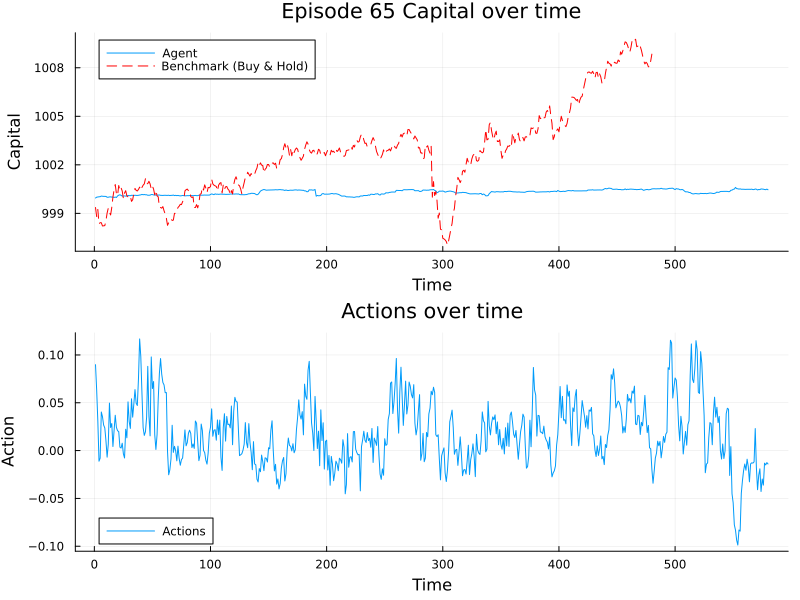 Episode 65 Capital over time
Capital
1008
1005
1002
999
Agent
Benchmark (Buy & Hold)
0 100 200 300 400 500
Time
Actions over time
Action
0.10
0.05
0.00
−0.05
−0.10
Actions
0 100 200 300 400 500
Time